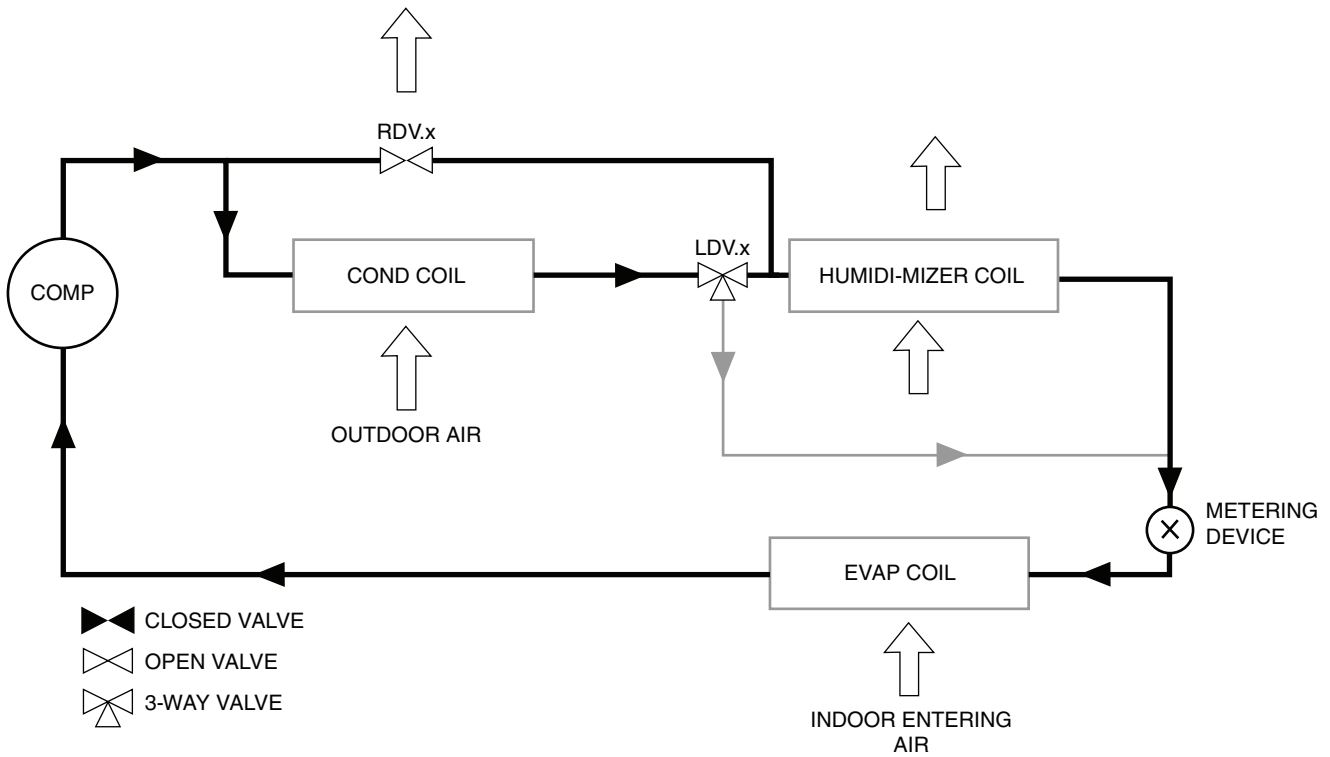 RDV.x
LDV.x
COMP
COND COIL
HUMIDI-MIZER COIL
OUTDOOR AIR
METERING
DEVICE
EVAP COIL
CLOSED VALVE
OPEN VALVE
3-WAY VALVE
INDOOR ENTERING
AIR